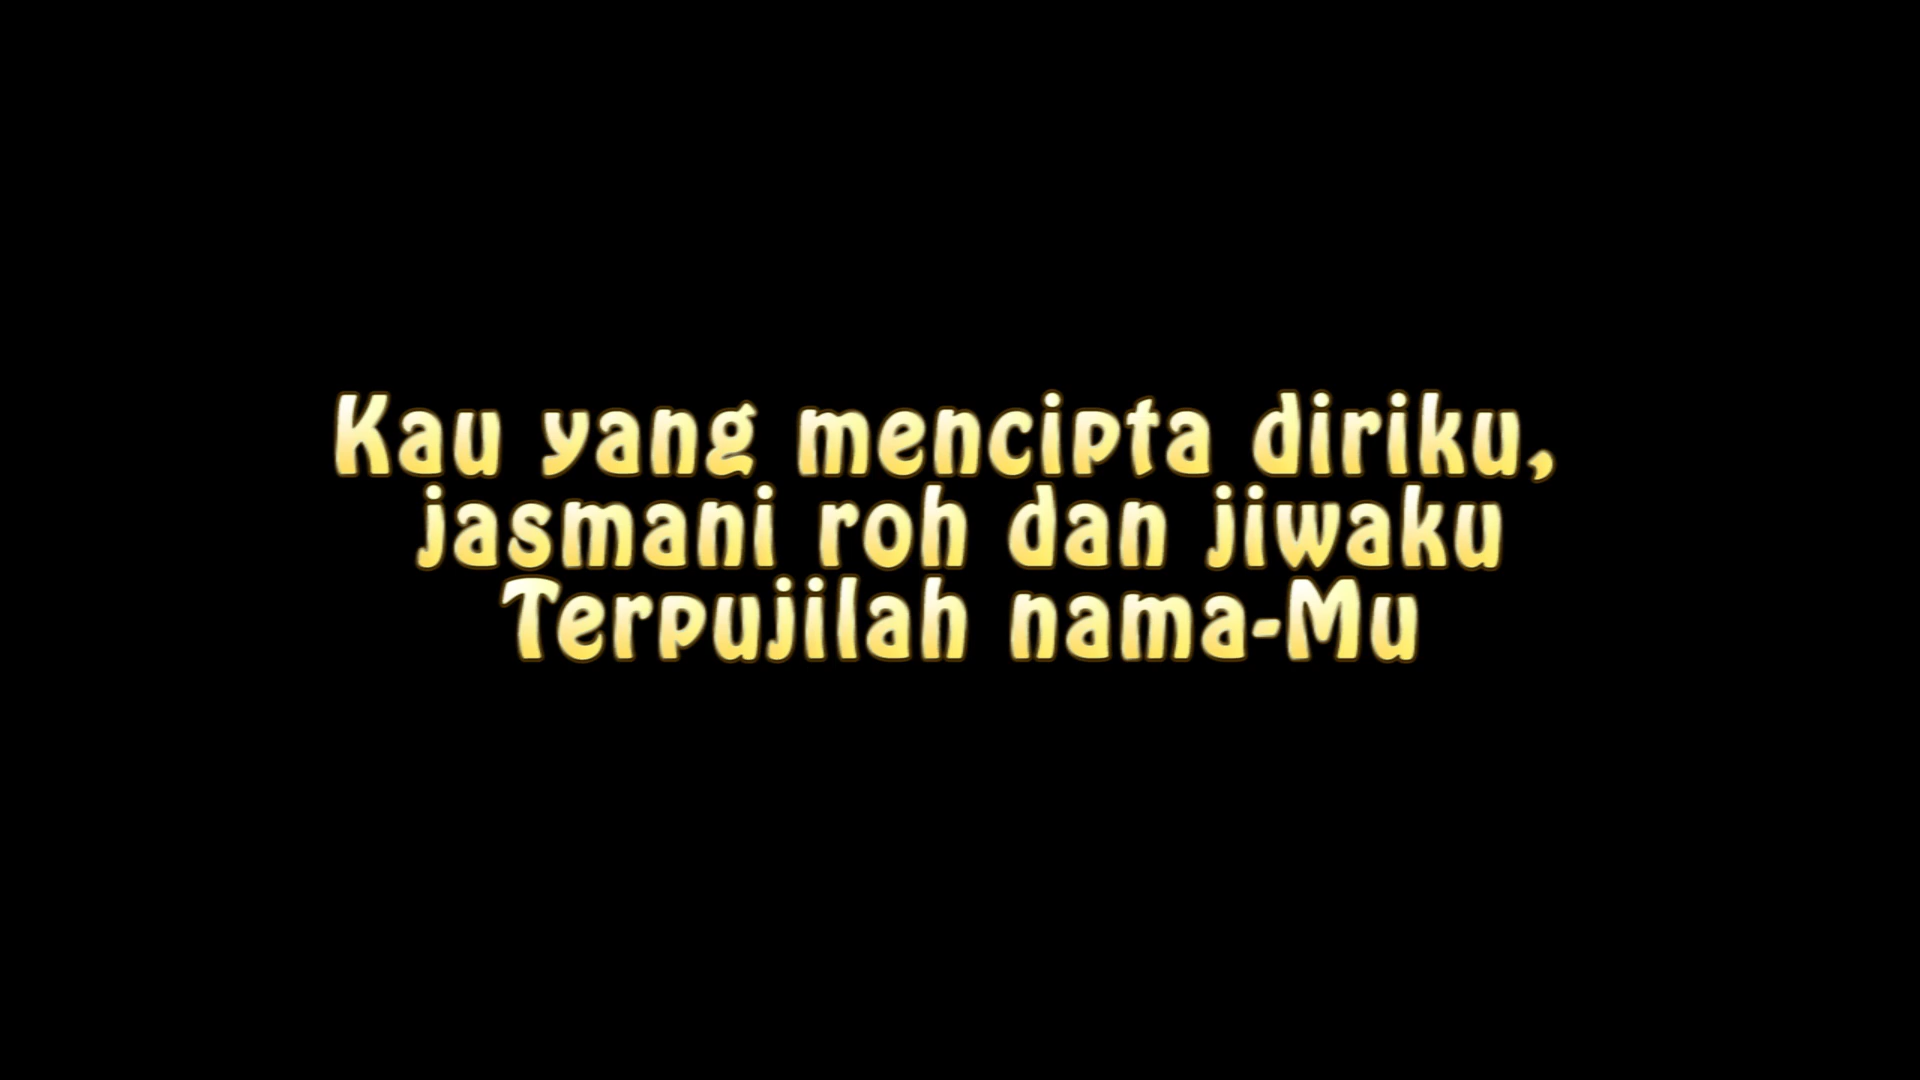 Kau yang mencipta diriku,
jasmani roh dan jiwaku
Terpujilah nama-Mu